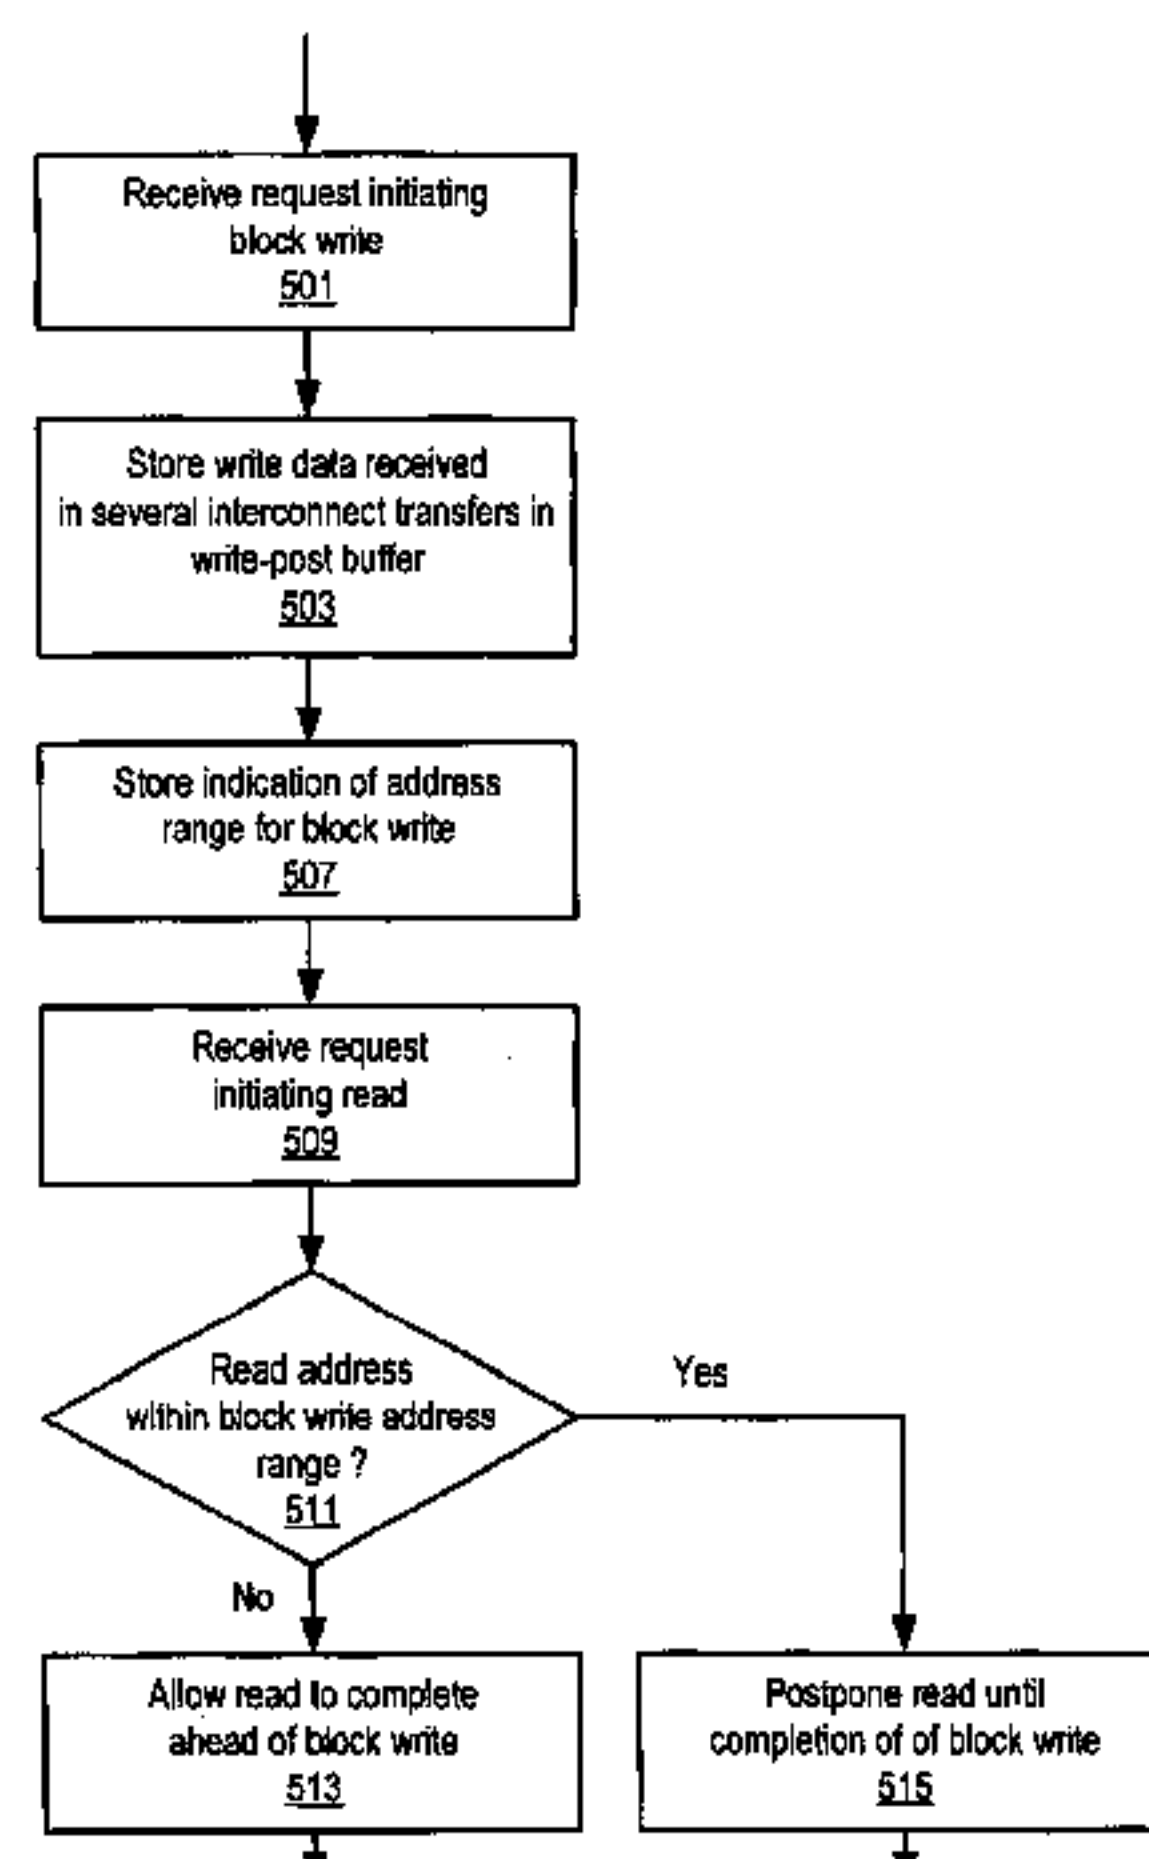 Receive request initiating
block write
501
Store write data received
in several interconnect transfers in
write-post buffer
503
Store indication of address
range for block write
507
Receive request
initiating read
509
Read address
within block write address
range ?
511
Yes
No
Allow read to complete
ahead of block write
513
Postpone read until
completion of of block write
515